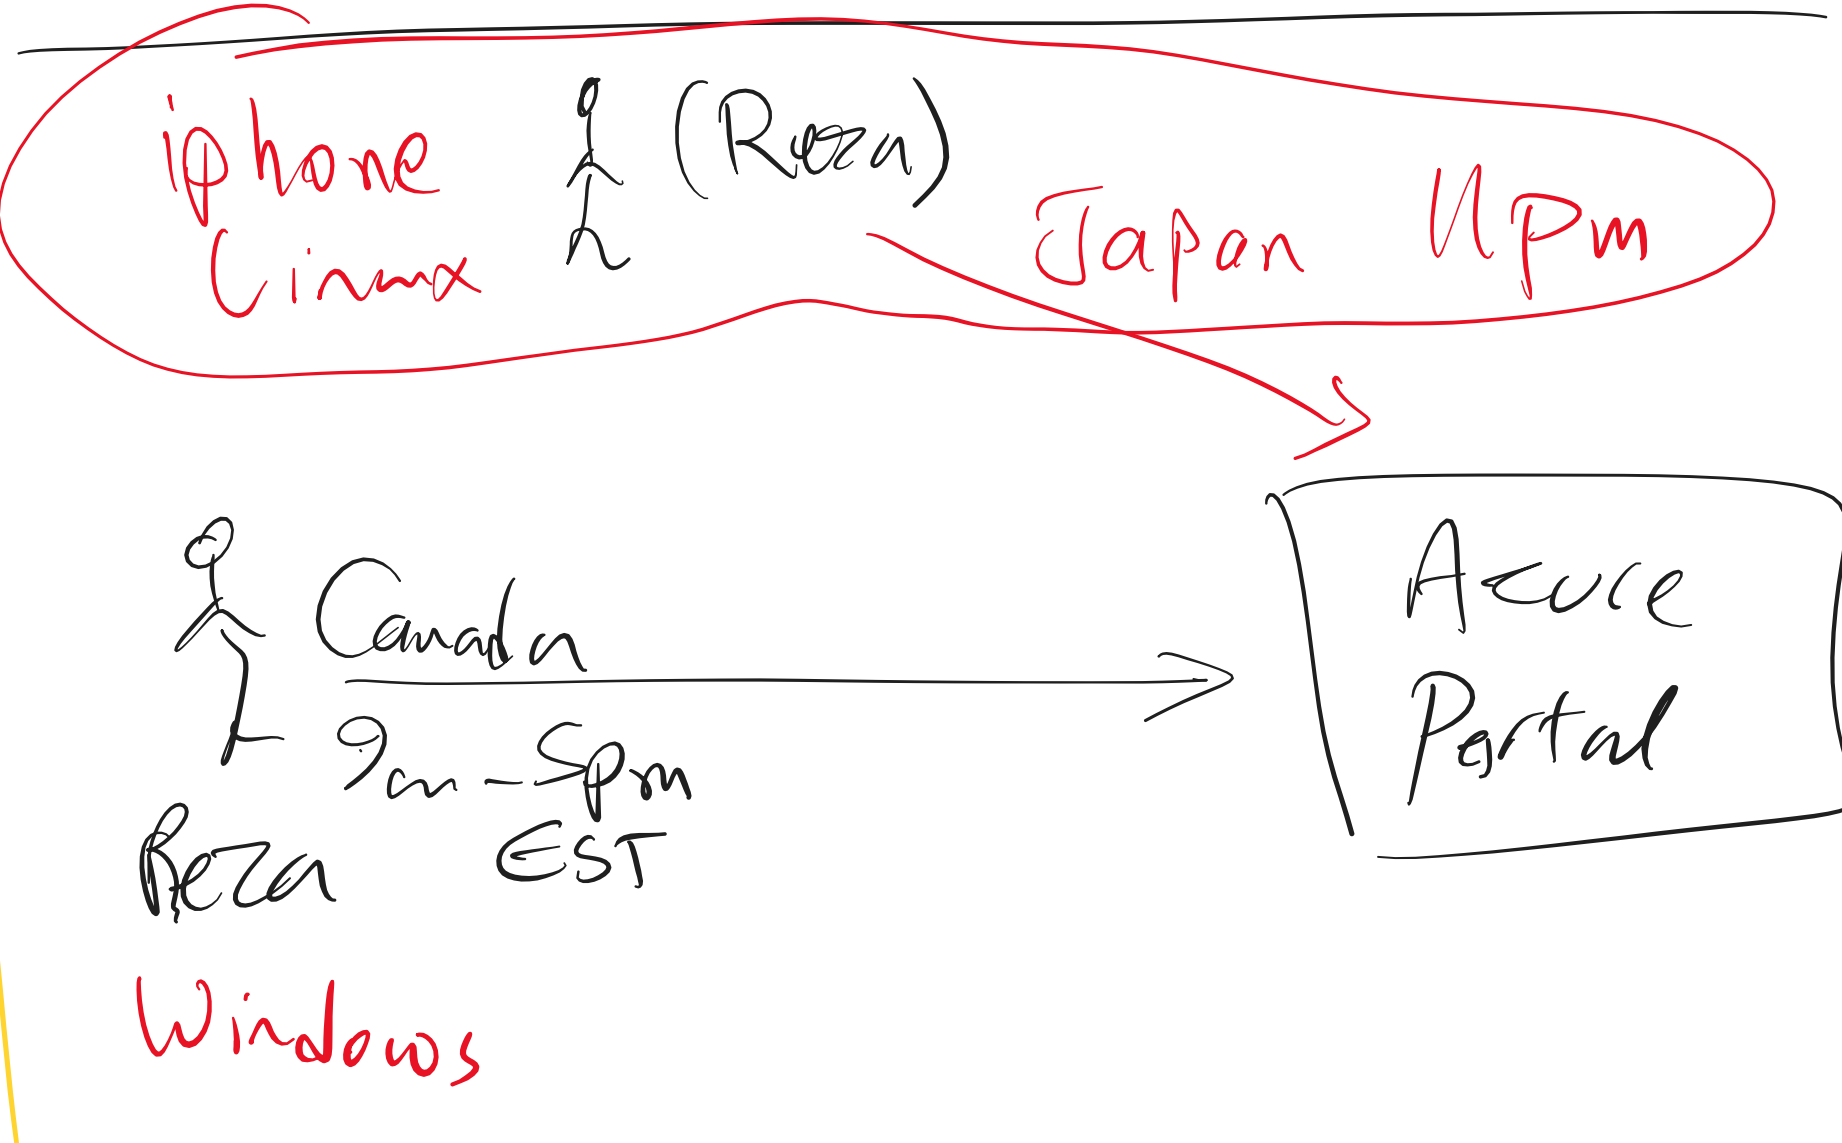 iphone (Reza)
Linux
Japan 11pm
Canada
9am-5pm
EST
Reza
Windows
Azure
Portal